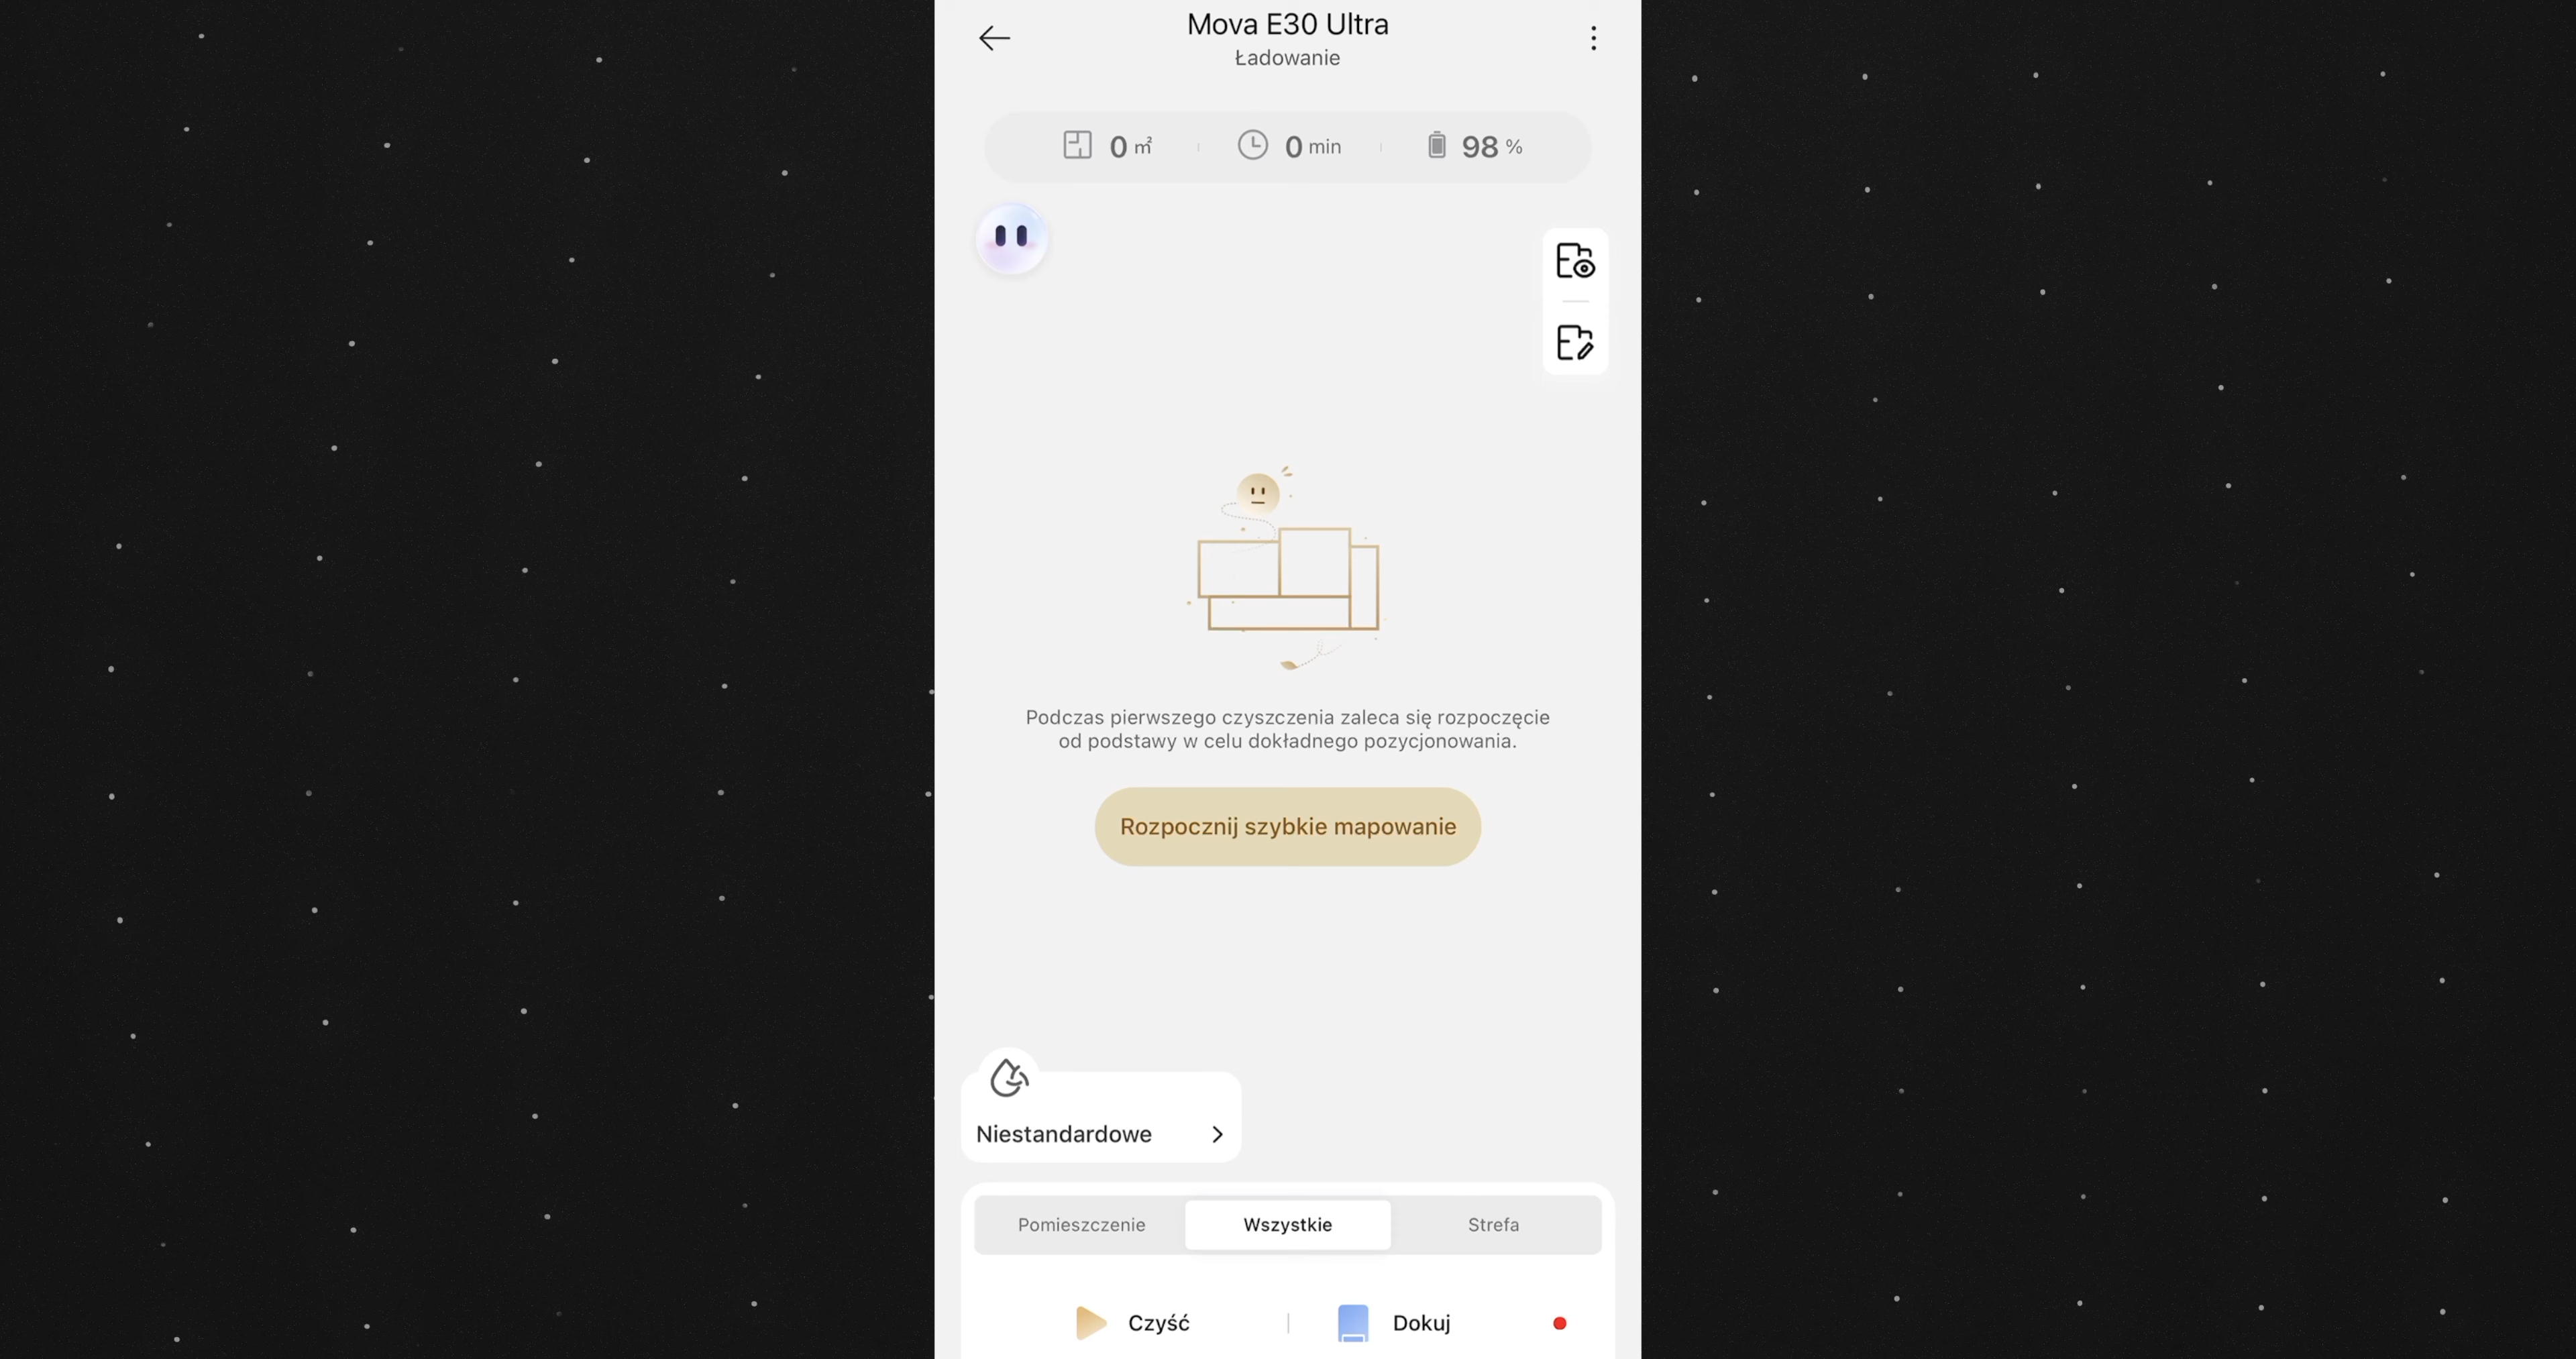 Mova E30 Ultra
Ładowanie
0 m² 0 min 98 %
Podczas pierwszego czyszczenia zaleca się rozpoczęcie
od podstawy w celu dokładnego pozycjonowania.
Rozpocznij szybkie mapowanie
Niestandardowe
Pomieszczenie Wszystkie Strefa
Czyść Dokuj